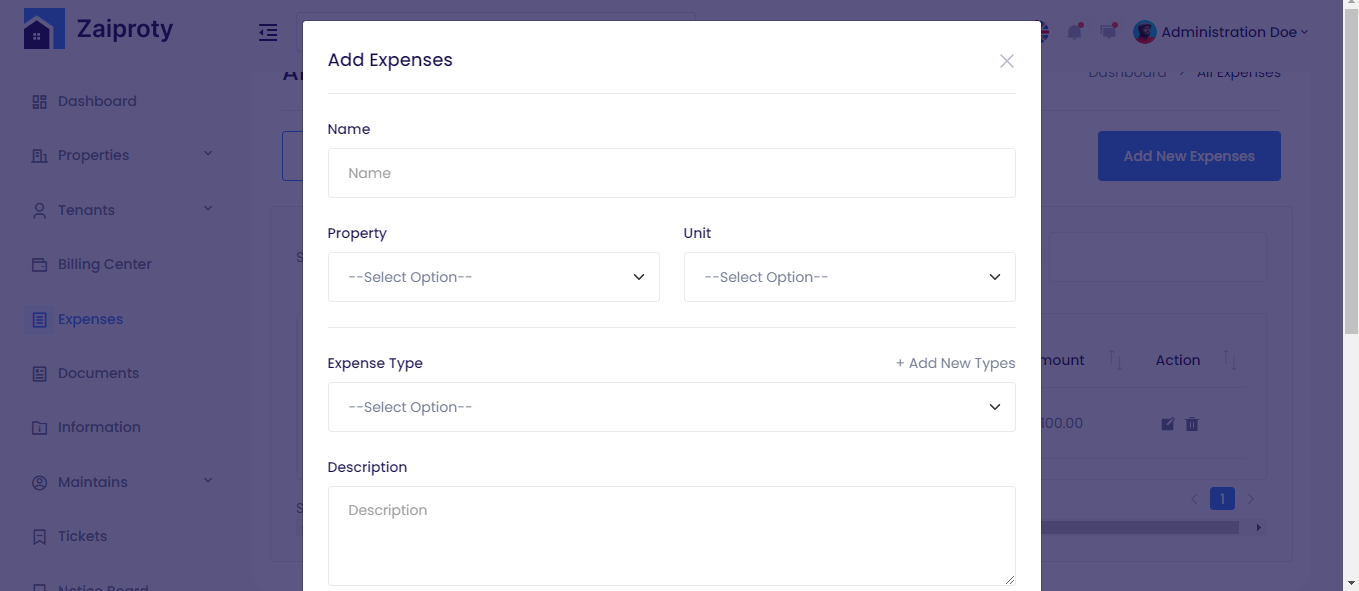 Zaiproty
Administration Doe
Dashboard
Properties
Tenants
Billing Center
Expenses
Documents
Information
Maintains
Tickets
Notice Board
Dashboard > All Expenses
Add New Expenses
Add Expenses
Name
Name
Property
Unit
--Select Option--
--Select Option--
Expense Type
+ Add New Types
--Select Option--
Description
Description
Action
100.00
1